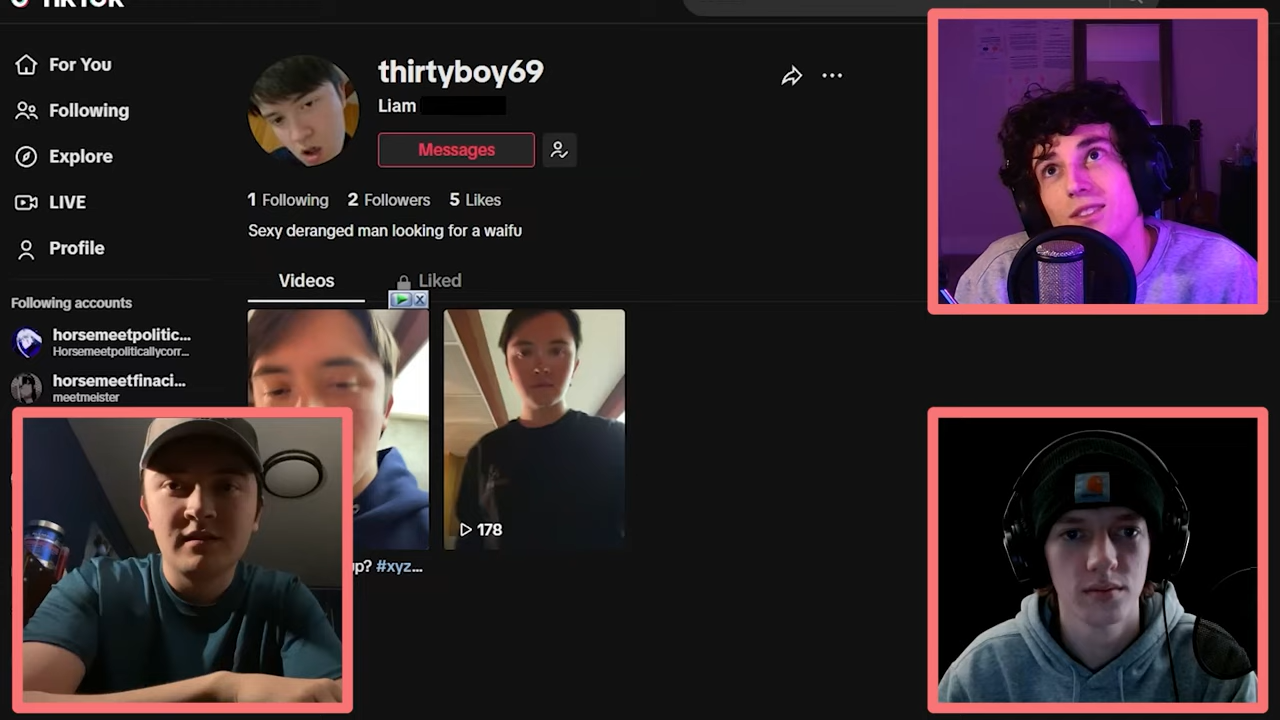 TikTok
For You
Following
Explore
LIVE
Profile
Following accounts
horsemeetpolitic...
Horsemeetpoliticallycorr...
horsemeetfinaci...
meetmeister
thirtyboy69
Liam
Messages
1 Following 2 Followers 5 Likes
Sexy deranged man looking for a waifu
Videos
Liked
178
up? #xyz...